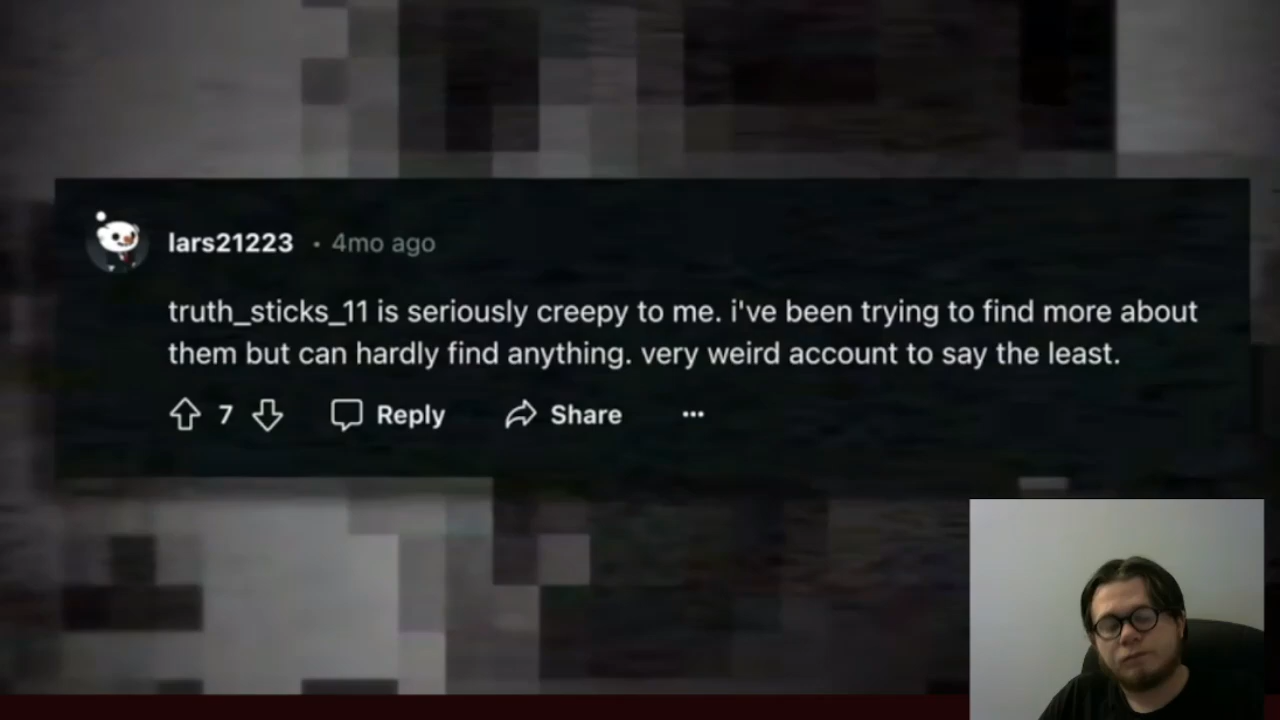 lars21223 • 4mo ago
truth_sticks_11 is seriously creepy to me. i've been trying to find more about
them but can hardly find anything. very weird account to say the least.
7 Reply Share ...